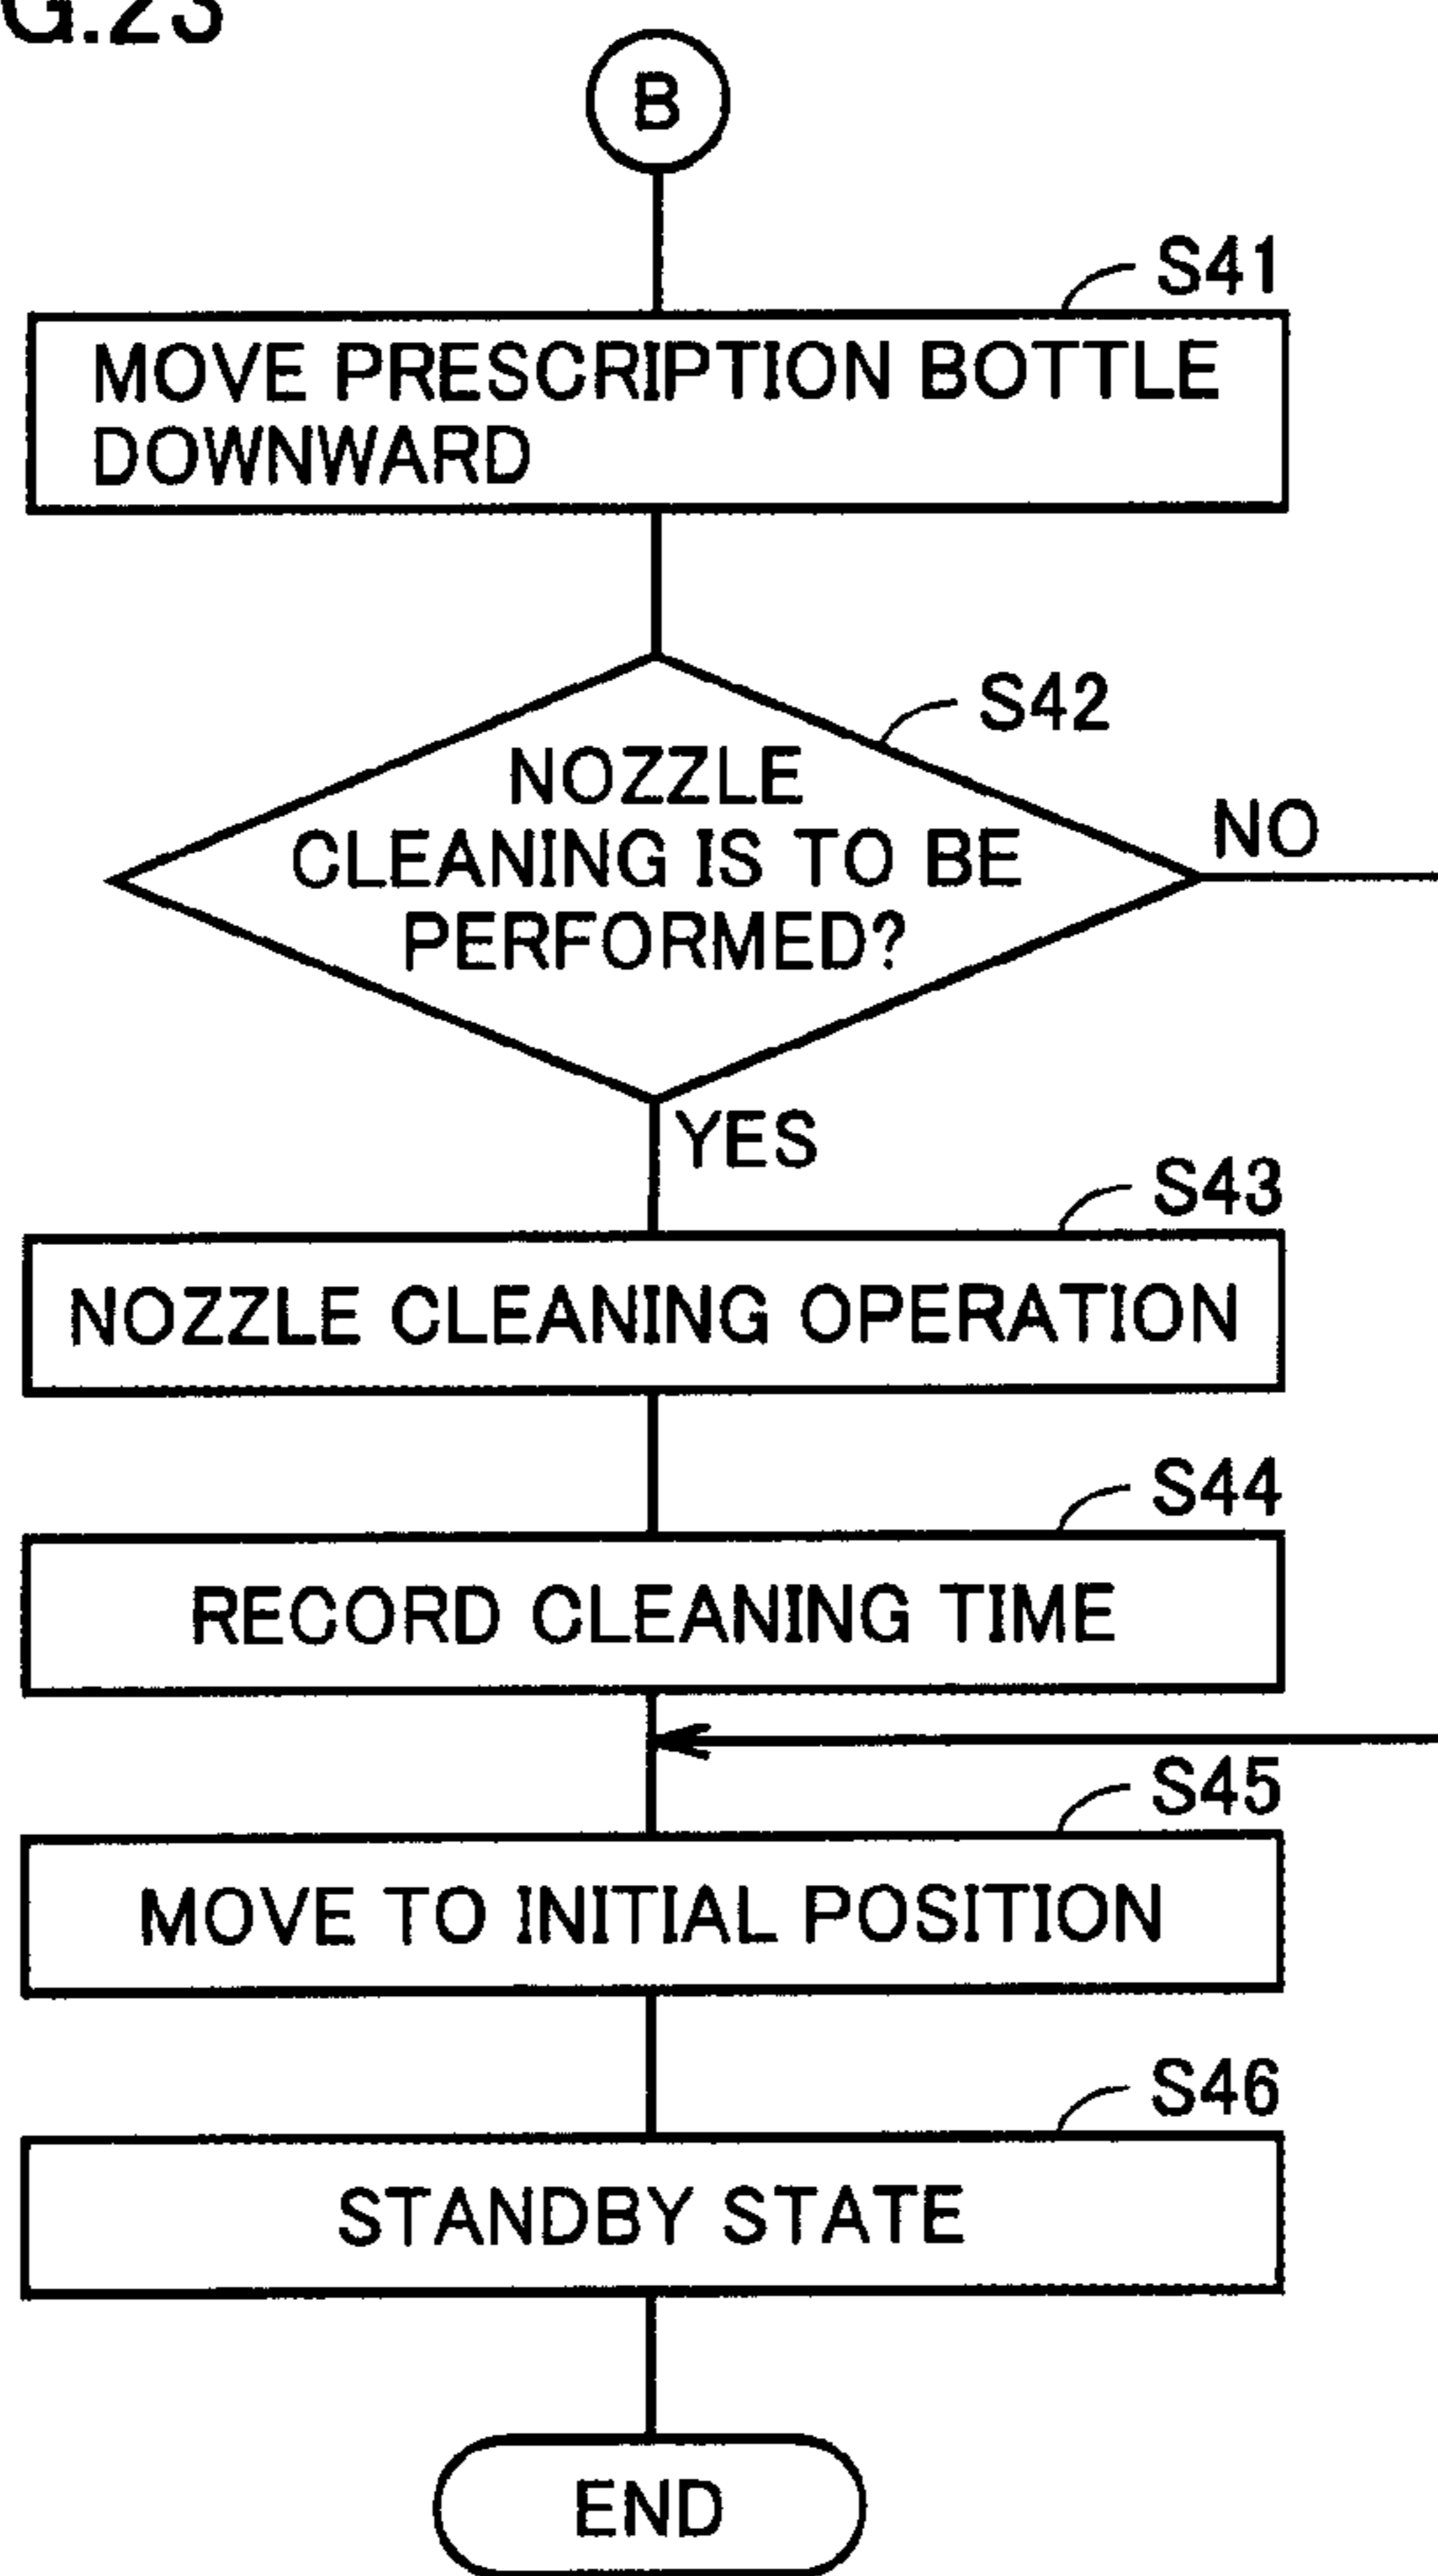 G.23
B
S41
MOVE PRESCRIPTION BOTTLE
DOWNWARD
S42
NOZZLE
CLEANING IS TO BE
PERFORMED?
NO
YES
S43
NOZZLE CLEANING OPERATION
S44
RECORD CLEANING TIME
S45
MOVE TO INITIAL POSITION
S46
STANDBY STATE
END